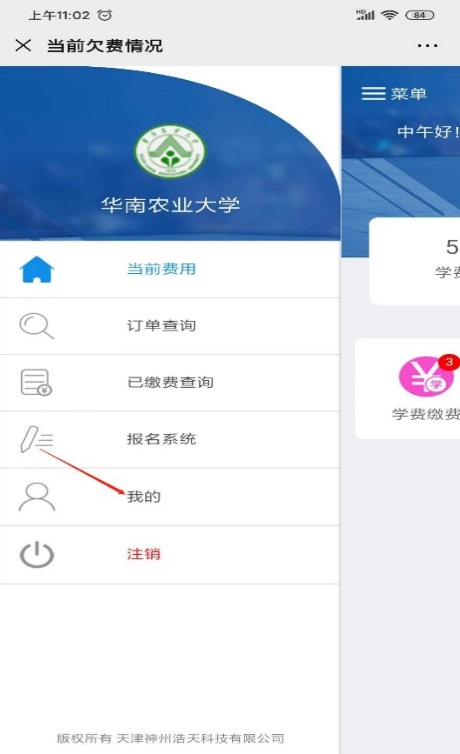 上午11:02
HD
84
当前欠费情况
菜单
中午好!
华南农业大学
5
学
当前费用
订单查询
已缴费查询
3
学
学费缴费
报名系统
我的
注销
版权所有 天津神州浩天科技有限公司